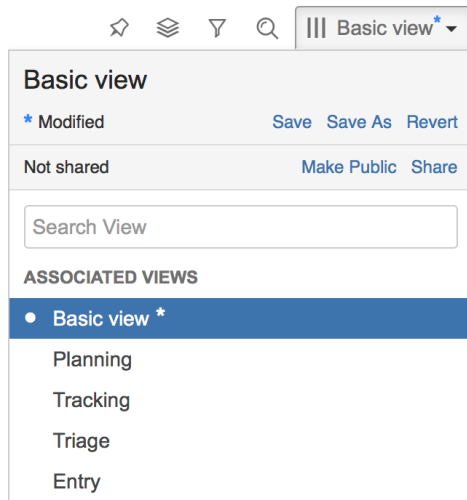 Basic view*
Basic view
* Modified Save Save As Revert
Not shared Make Public Share
Search View
ASSOCIATED VIEWS
Basic view *
Planning
Tracking
Triage
Entry